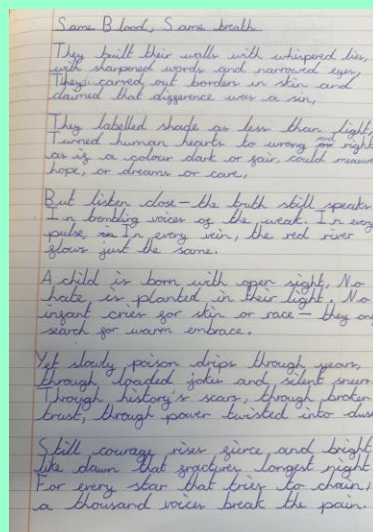 Same Blood, Same breath
They built their walls with whispered lies,
with sharpened words and narrowed eyes,
They carved out borders in skin and
claimed that difference was a sin,
They labelled shade as less than light,
Turned human hearts to wrong and right
as if a colour dark or fair, could measure
hope, or dreams or care,
But listen close – the truth still speaks
In voices of the weak. In every
pulse, In every vein, the red river
flows just the same.
A child is born with open sight, No
hate is planted in their light. No
infant cries for skin or race – they only
search for warm embrace.
Yet slowly poison drips through years,
through loaded jokes and silent sneers
Through history's scars, through broken
trust, through power twisted into dust
Still courage rises fierce and bright
like dawn that fractures longest night
For every star that tries to chain,
a thousand voices break the pain.